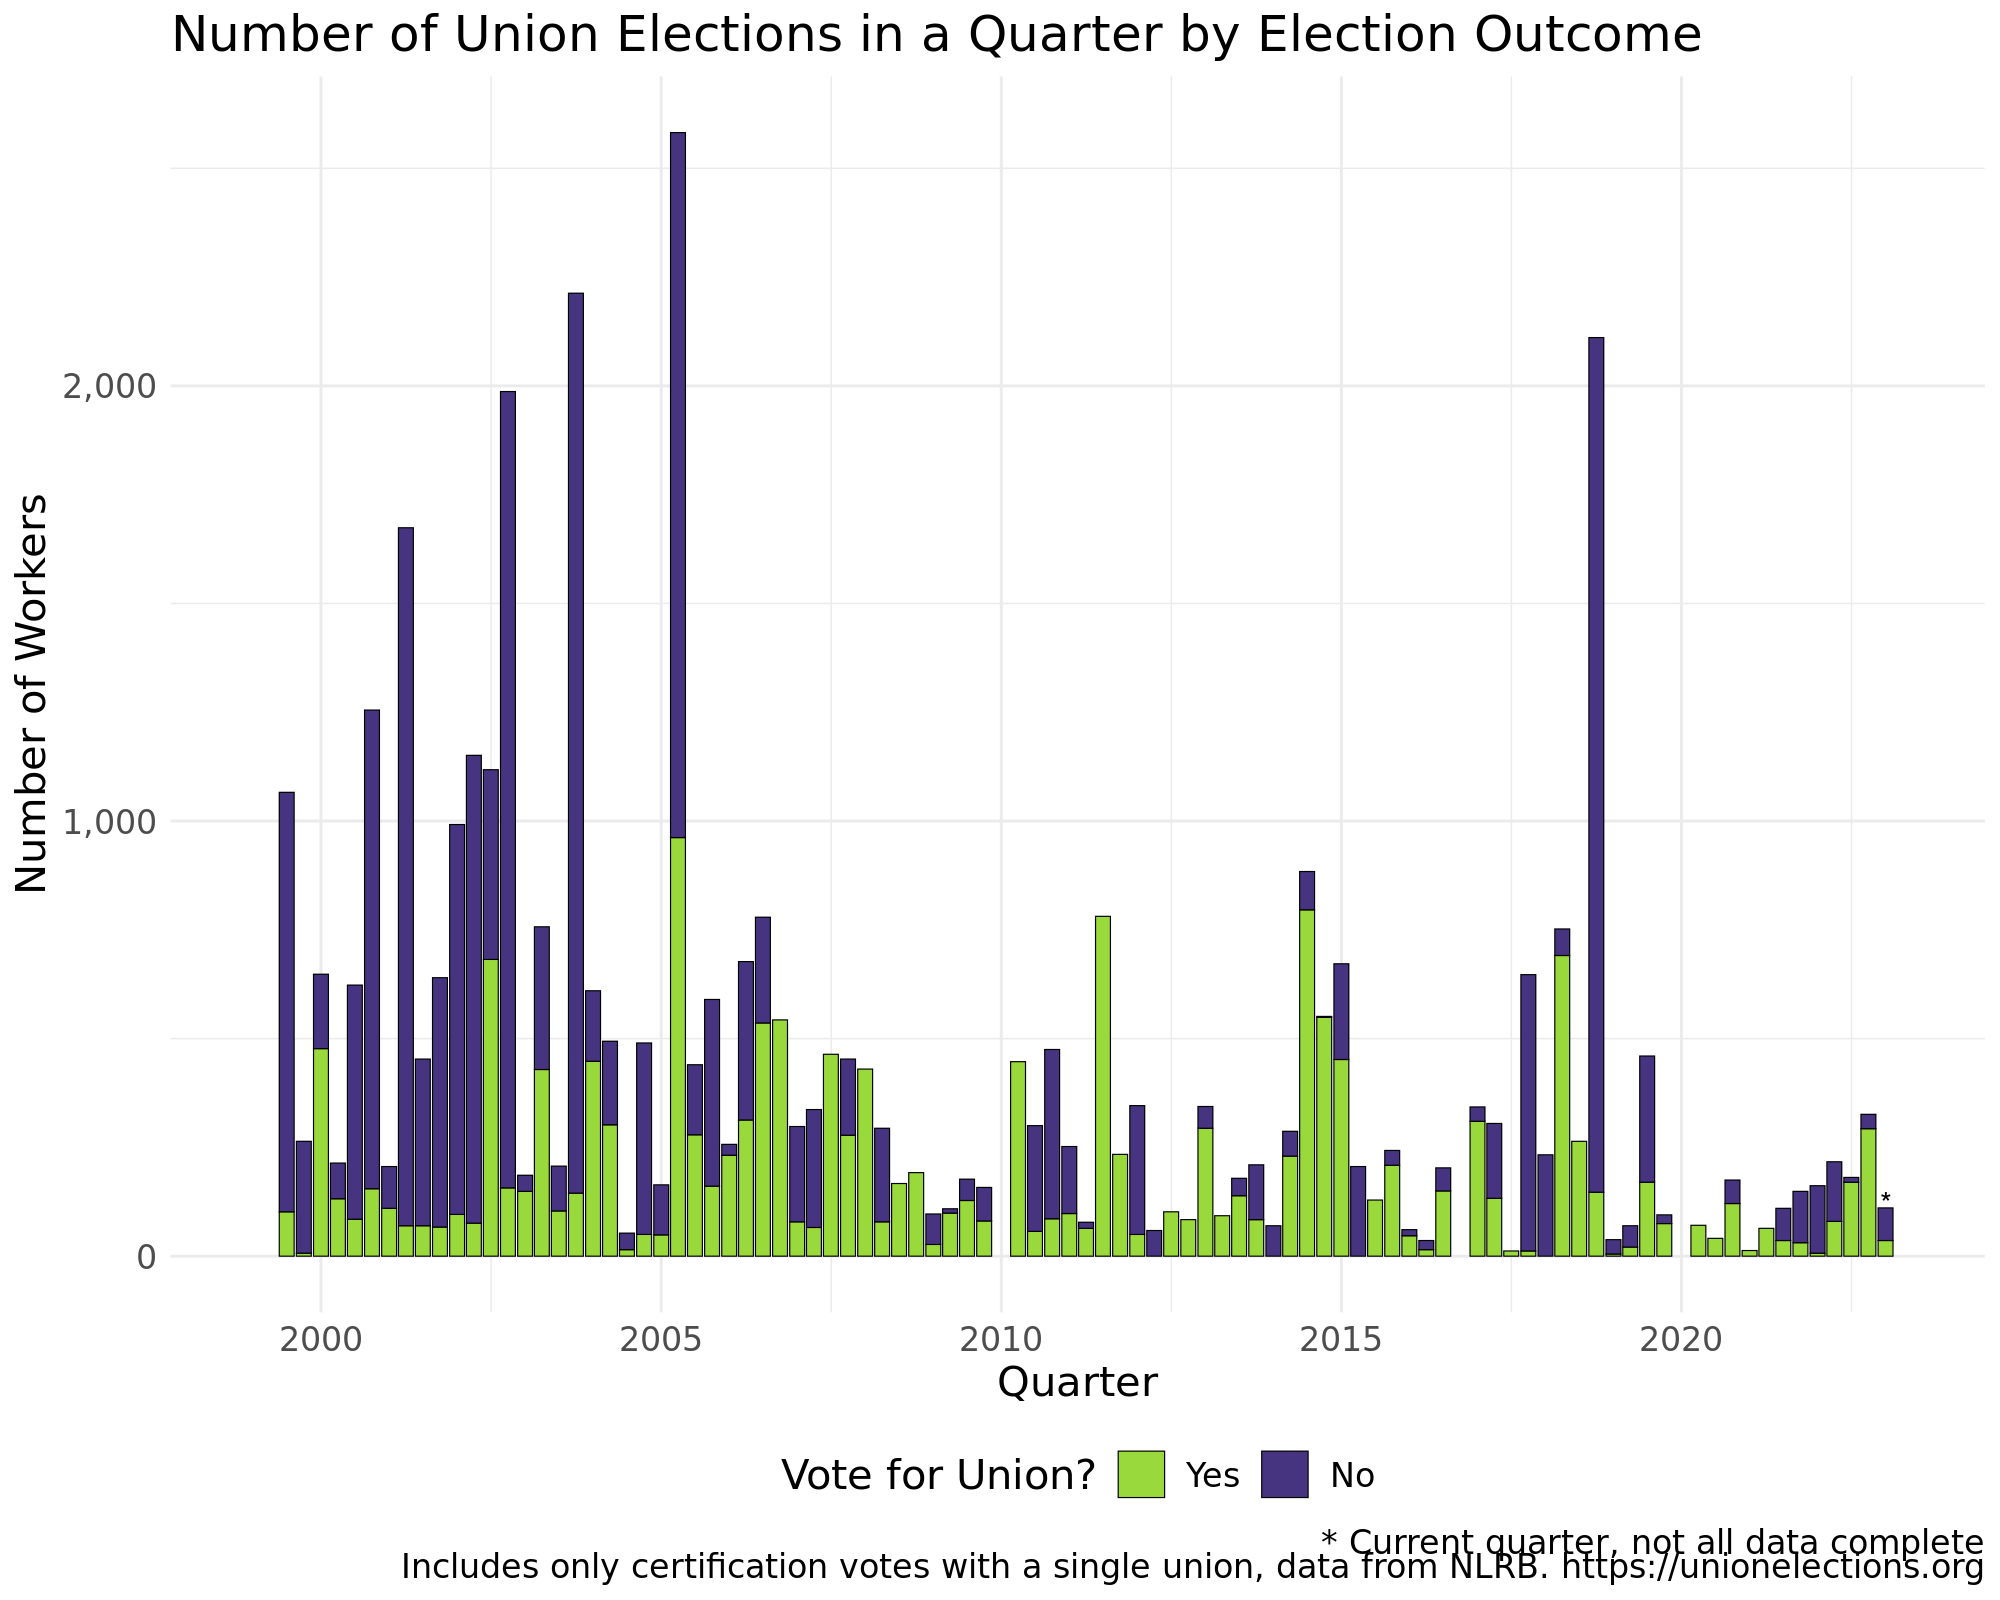 Number of Union Elections in a Quarter by Election Outcome
Number of Workers
2,000
1,000
0
*
2000 2005 2010 2015 2020
Quarter
Vote for Union? Yes No
* Current quarter, not all data complete
Includes only certification votes with a single union, data from NLRB. https://unionelections.org